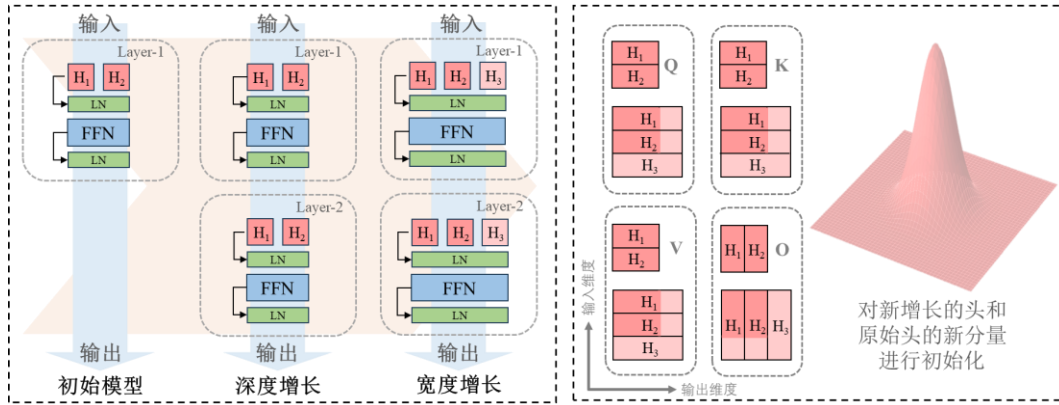 输入
Layer-1
H₁ H₂
LN
FFN
LN
输出
初始模型
输入
Layer-1
H₁ H₂
LN
FFN
LN
Layer-2
H₁ H₂
LN
FFN
LN
输出
深度增长
输入
Layer-1
H₁ H₂ H₃
LN
FFN
LN
Layer-2
H₁ H₂ H₃
LN
FFN
LN
输出
宽度增长
H₁
H₂
Q
H₁
H₂
H₃
H₁
H₂
K
H₁
H₂
H₃
H₁
H₂
V
H₁
H₂
H₃
H₁ H₂
O
H₁ H₂ H₃
输入维度
输出维度
对新增长的头和
原始头的新分量
进行初始化